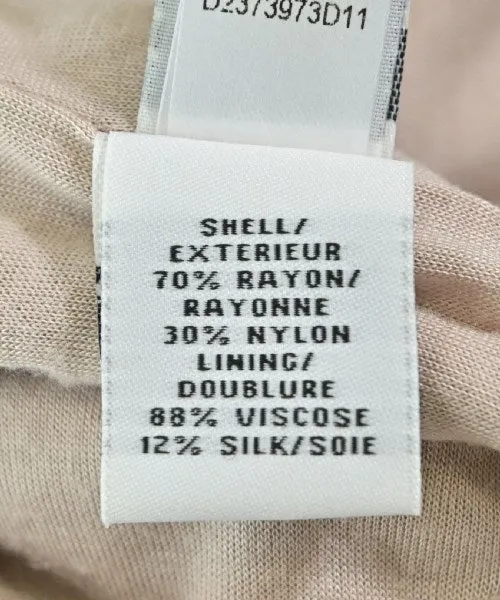 D2373973D11
SHELL/
EXTERIEUR
70% RAYON/
RAYONNE
30% NYLON
LINING/
DOUBLURE
88% VISCOSE
12% SILK/SOIE